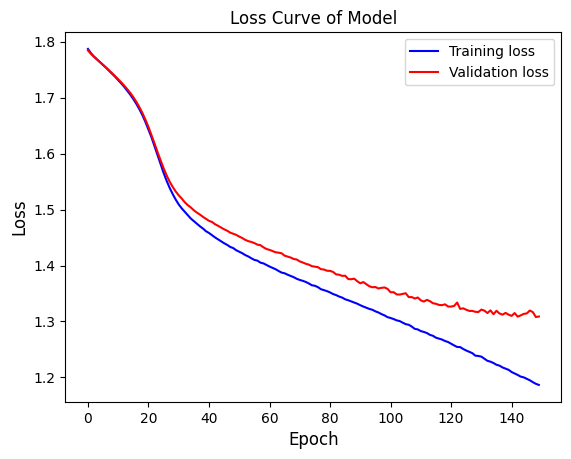 Loss Curve of Model
Training loss
Validation loss
1.8
1.7
1.6
1.5
1.4
1.3
1.2
Loss
0 20 40 60 80 100 120 140
Epoch